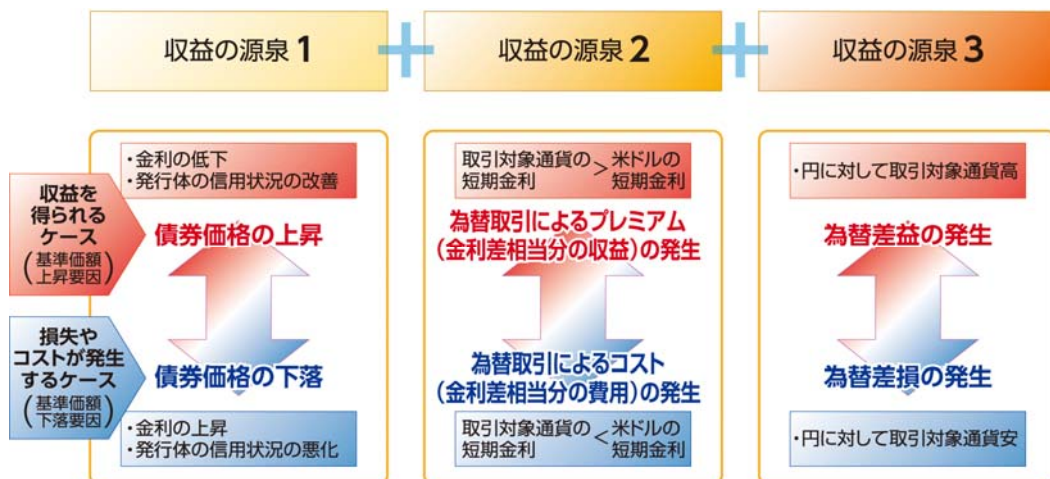 収益の源泉 1
+
収益の源泉 2
+
収益の源泉 3
収益を
得られる
ケース
(基準価額
上昇要因)
・金利の低下
・発行体の信用状況の改善
債券価格の上昇
取引対象通貨の > 米ドルの
短期金利 短期金利
為替取引によるプレミアム
(金利差相当分の収益)の発生
・円に対して取引対象通貨高
為替差益の発生
損失や
コストが発生
するケース
(基準価額
下落要因)
債券価格の下落
・金利の上昇
・発行体の信用状況の悪化
為替取引によるコスト
(金利差相当分の費用)の発生
取引対象通貨の < 米ドルの
短期金利 短期金利
為替差損の発生
・円に対して取引対象通貨安